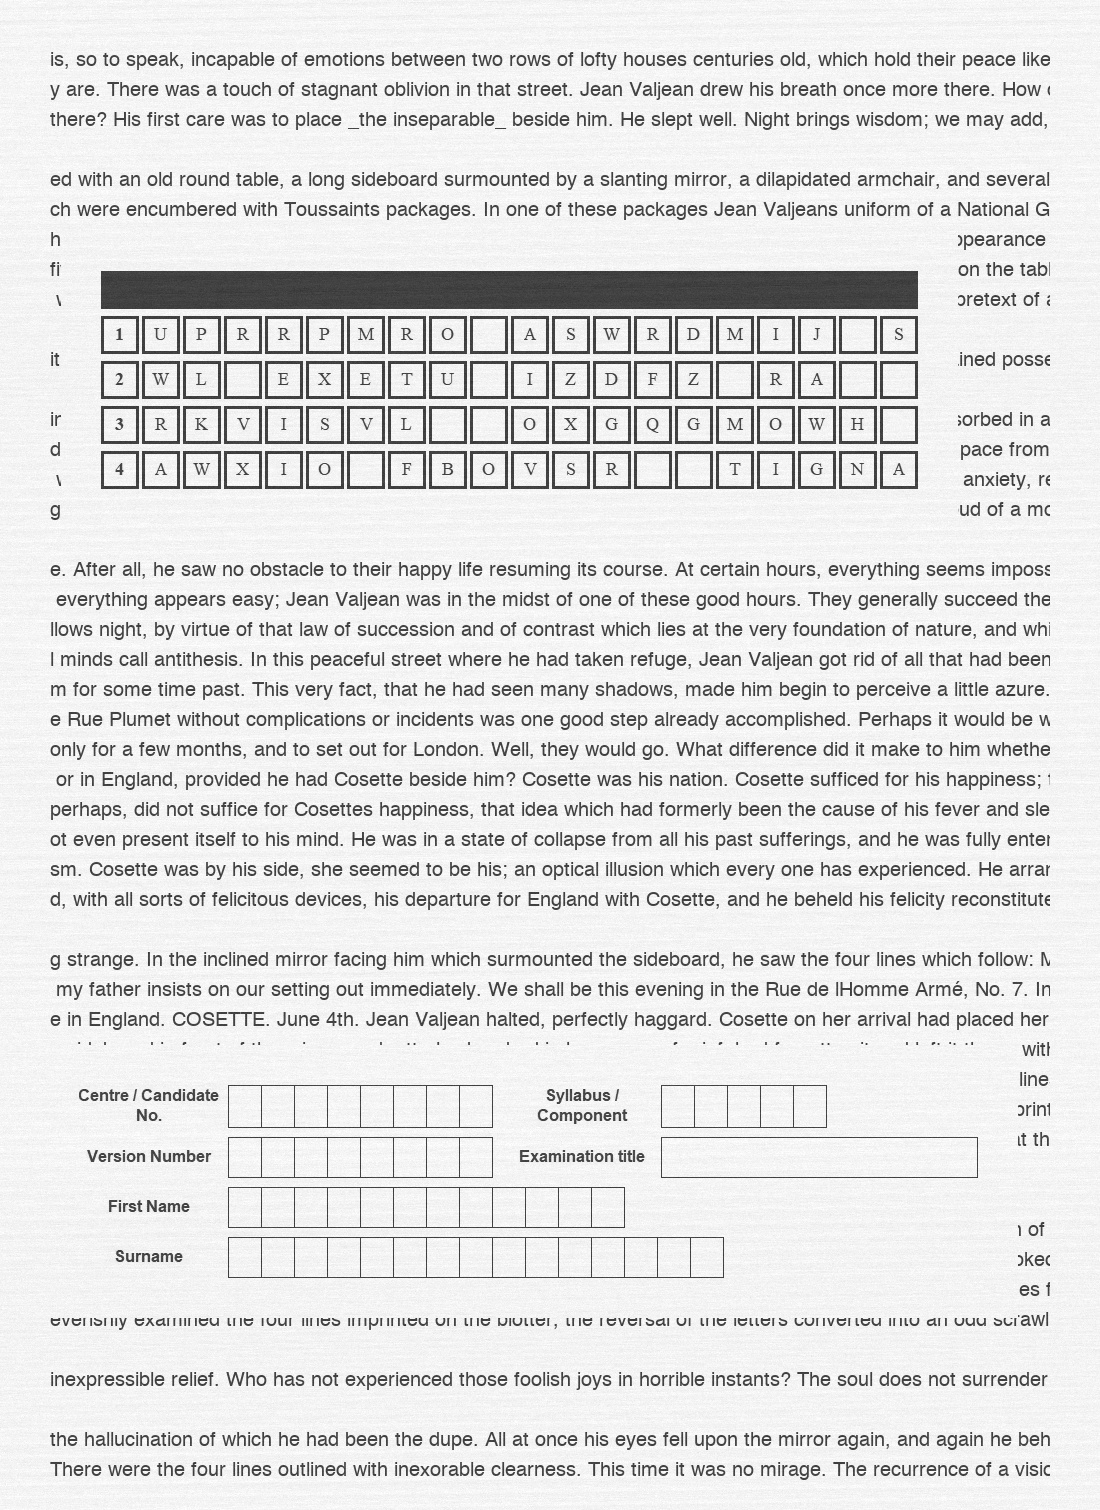 is, so to speak, incapable of emotions between two rows of lofty houses centuries old, which hold their peace like
y are. There was a touch of stagnant oblivion in that street. Jean Valjean drew his breath once more there. How
there? His first care was to place _the inseparable_ beside him. He slept well. Night brings wisdom; we may add,
ed with an old round table, a long sideboard surmounted by a slanting mirror, a dilapidated armchair, and several
ch were encumbered with Toussaints packages. In one of these packages Jean Valjeans uniform of a National G
h ppearance
fi on the tabl
pretext of a
it ined posse
ir sorbed in a
d pace from
anxiety, re
g ud of a mo
1 U P R R P M R O A S W R D M I J S
2 W L E X E T U I Z D F Z R A
3 R K V I S V L O X G Q G M O W H
4 A W X I O F B O V S R T I G N A
e. After all, he saw no obstacle to their happy life resuming its course. At certain hours, everything seems imposs
everything appears easy; Jean Valjean was in the midst of one of these good hours. They generally succeed the
llows night, by virtue of that law of succession and of contrast which lies at the very foundation of nature, and whi
l minds call antithesis. In this peaceful street where he had taken refuge, Jean Valjean got rid of all that had been
m for some time past. This very fact, that he had seen many shadows, made him begin to perceive a little azure.
e Rue Plumet without complications or incidents was one good step already accomplished. Perhaps it would be w
only for a few months, and to set out for London. Well, they would go. What difference did it make to him whethe
or in England, provided he had Cosette beside him? Cosette was his nation. Cosette sufficed for his happiness;
perhaps, did not suffice for Cosettes happiness, that idea which had formerly been the cause of his fever and sle
ot even present itself to his mind. He was in a state of collapse from all his past sufferings, and he was fully enter
sm. Cosette was by his side, she seemed to be his; an optical illusion which every one has experienced. He arran
d, with all sorts of felicitous devices, his departure for England with Cosette, and he beheld his felicity reconstitute
g strange. In the inclined mirror facing him which surmounted the sideboard, he saw the four lines which follow: M
my father insists on our setting out immediately. We shall be this evening in the Rue de lHomme Armé, No. 7. In
e in England. COSETTE. June 4th. Jean Valjean halted, perfectly haggard. Cosette on her arrival had placed her
with
line
print
at th
Centre / Candidate No.
Syllabus / Component
Version Number
Examination title
First Name
Surname
n of
oked
es f
everishly examined the four lines imprinted on the blotter, the reversal of the letters converted into an odd scrawl
inexpressible relief. Who has not experienced those foolish joys in horrible instants? The soul does not surrender
the hallucination of which he had been the dupe. All at once his eyes fell upon the mirror again, and again he beh
There were the four lines outlined with inexorable clearness. This time it was no mirage. The recurrence of a visio